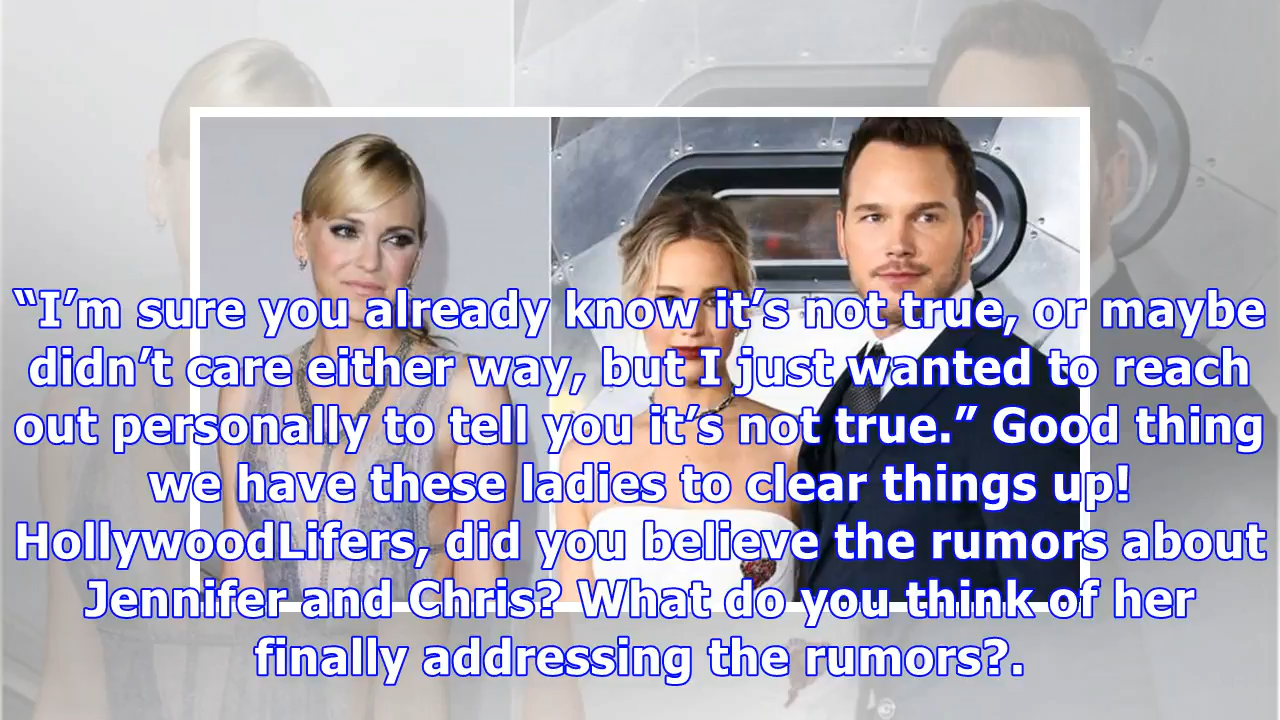 “I’m sure you already know it’s not true, or maybe
didn’t care either way, but I just wanted to reach
out personally to tell you it’s not true.” Good thing
we have these ladies to clear things up!
HollywoodLifers, did you believe the rumors about
Jennifer and Chris? What do you think of her
finally addressing the rumors?.